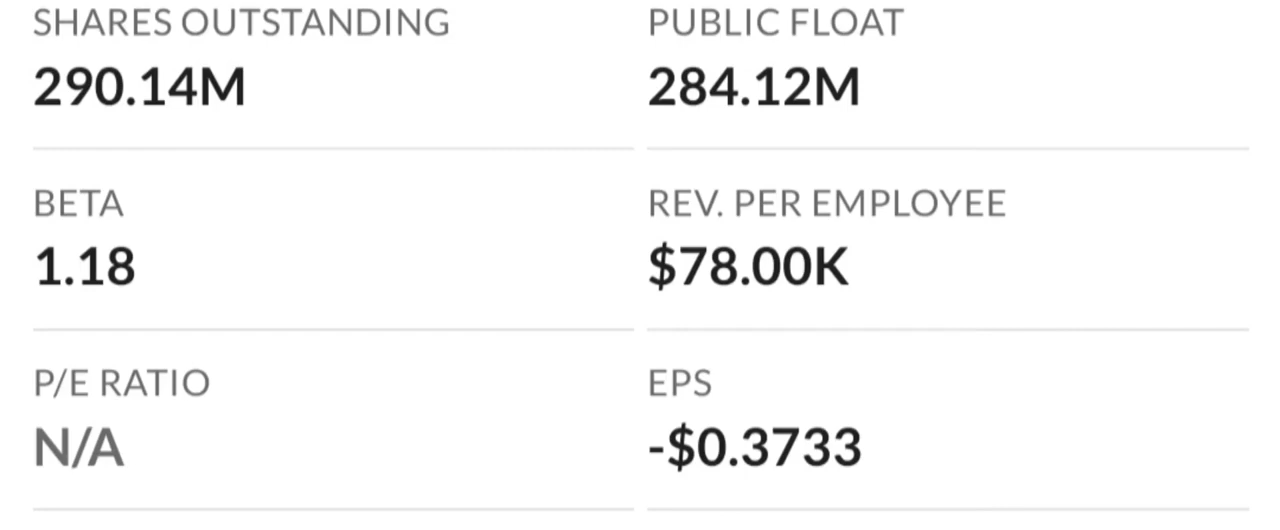 SHARES OUTSTANDING
290.14M
PUBLIC FLOAT
284.12M
BETA
1.18
REV. PER EMPLOYEE
$78.00K
P/E RATIO
N/A
EPS
-$0.3733